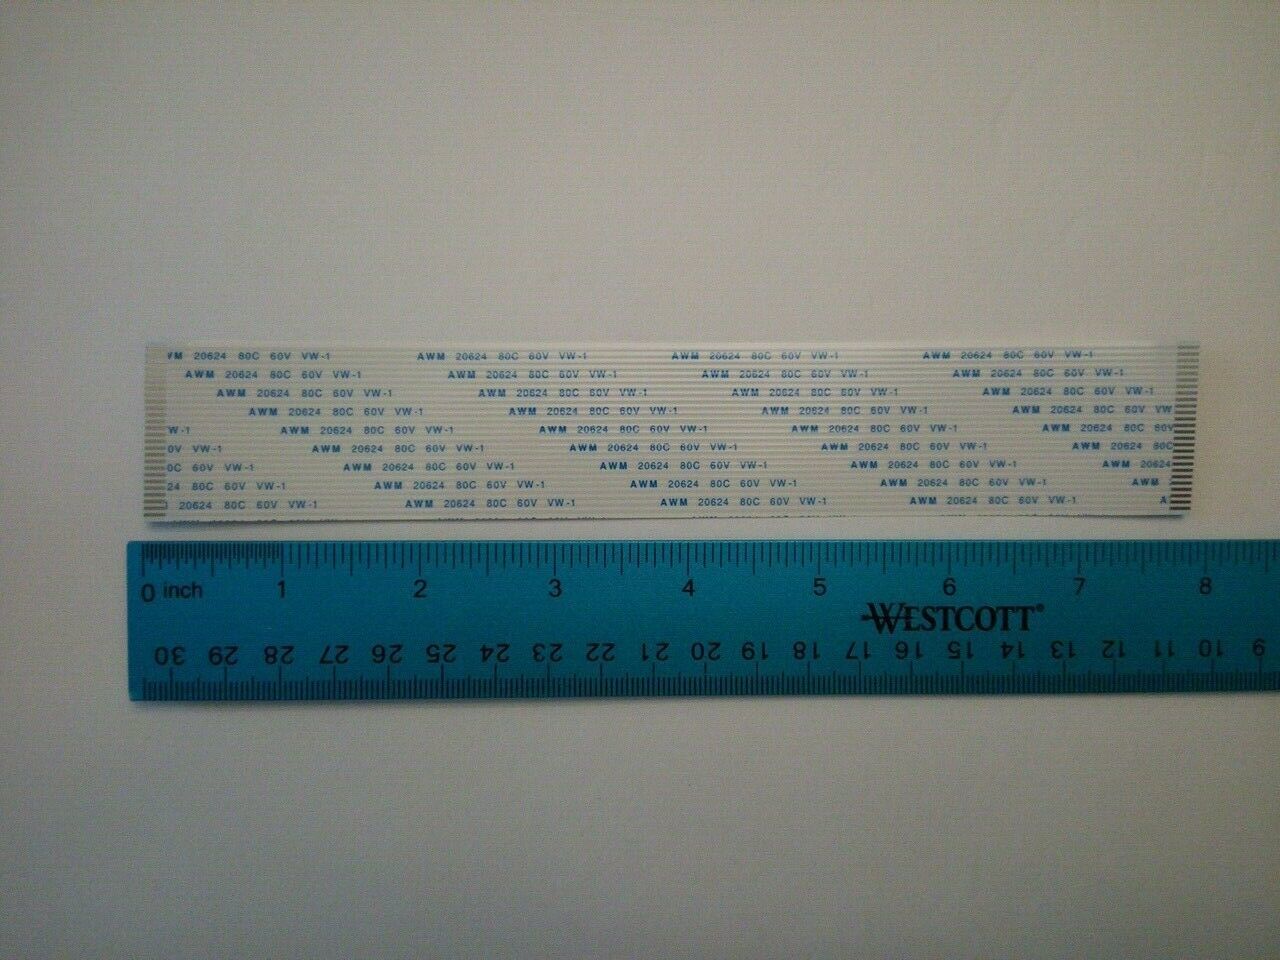 VM 20624 80C 60V VW-1 AWM 20624 80C 60V VW-1 AWM 20624 80C 60V VW-1 AWM 20624 80C 60V VW-1
AWM 20624 80C 60V VW-1 AWM 20624 80C 60V VW-1 AWM 20624 80C 60V VW-1 AWM 20624 80C 60V VW-1
AWM 20624 80C 60V VW-1 AWM 20624 80C 60V VW-1 AWM 20624 80C 60V VW-1 AWM 20624 80C 60V VW-1
AWM 20624 80C 60V VW-1 AWM 20624 80C 60V VW-1 AWM 20624 80C 60V VW-1 AWM 20624 80C 60V VW
W-1 AWM 20624 80C 60V VW-1 AWM 20624 80C 60V VW-1 AWM 20624 80C 60V VW-1 AWM 20624 80C 60V
0V VW-1 AWM 20624 80C 60V VW-1 AWM 20624 80C 60V VW-1 AWM 20624 80C 60V VW-1 AWM 20624 80C
0C 60V VW-1 AWM 20624 80C 60V VW-1 AWM 20624 80C 60V VW-1 AWM 20624 80C 60V VW-1 AWM 20624
24 80C 60V VW-1 AWM 20624 80C 60V VW-1 AWM 20624 80C 60V VW-1 AWM 20624 80C 60V VW-1 AWM
20624 80C 60V VW-1 AWM 20624 80C 60V VW-1 AWM 20624 80C 60V VW-1 AWM 20624 80C 60V VW-1 A
0 inch 1 2 3 4 5 6 7 8
WESTCOTT®
30 29 28 27 26 25 24 23 22 21 20 19 18 17 16 15 14 13 12 11 10 9